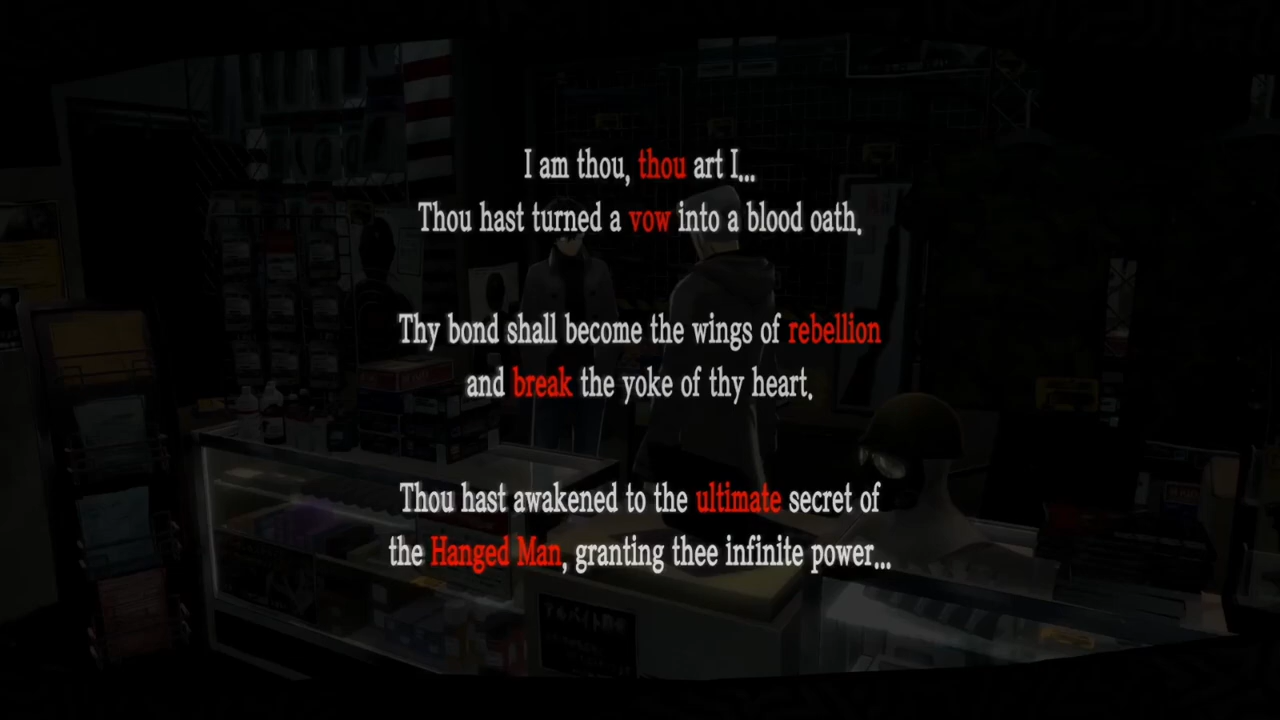 I am thou, thou art I...
Thou hast turned a vow into a blood oath.
Thy bond shall become the wings of rebellion
and break the yoke of thy heart.
Thou hast awakened to the ultimate secret of
the Hanged Man, granting thee infinite power...